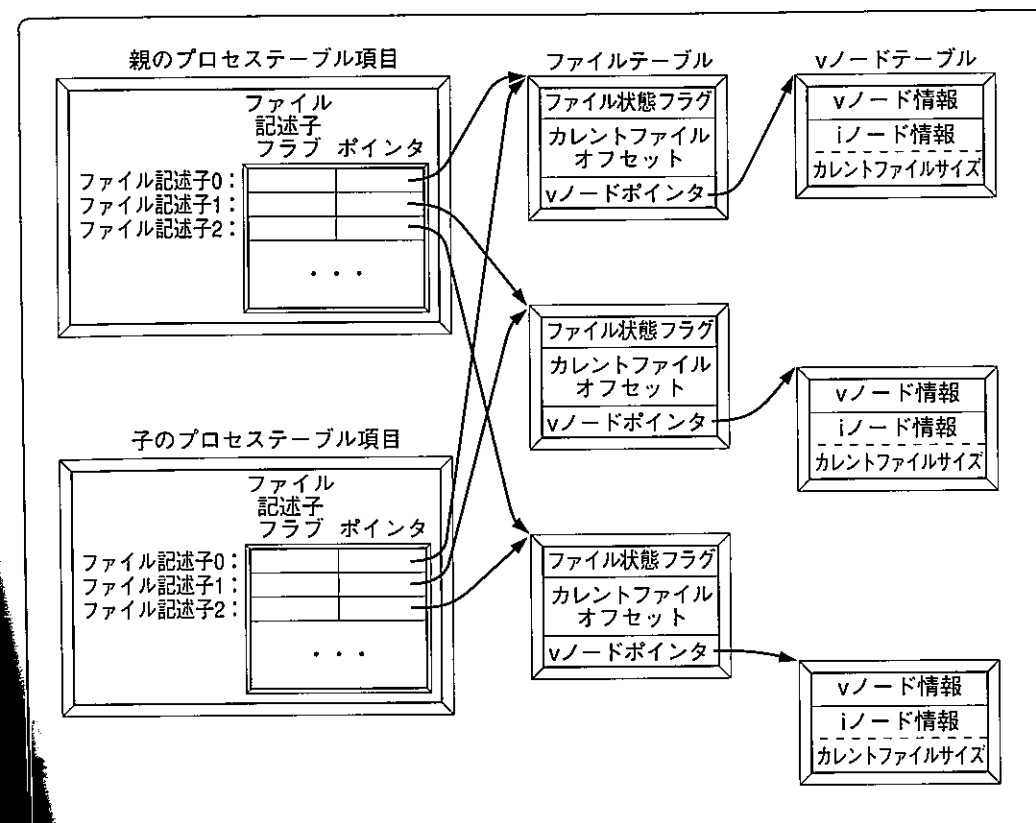 親のプロセステーブル項目
ファイル
記述子
フラブ ポインタ
ファイル記述子0：
ファイル記述子1：
ファイル記述子2：
・・・
子のプロセステーブル項目
ファイル
記述子
フラブ ポインタ
ファイル記述子0：
ファイル記述子1：
ファイル記述子2：
・・・
ファイルテーブル
ファイル状態フラグ
カレントファイル
オフセット
vノードポインタ
ファイル状態フラグ
カレントファイル
オフセット
vノードポインタ
ファイル状態フラグ
カレントファイル
オフセット
vノードポインタ
vノードテーブル
vノード情報
iノード情報
カレントファイルサイズ
vノード情報
iノード情報
カレントファイルサイズ
vノード情報
iノード情報
カレントファイルサイズ